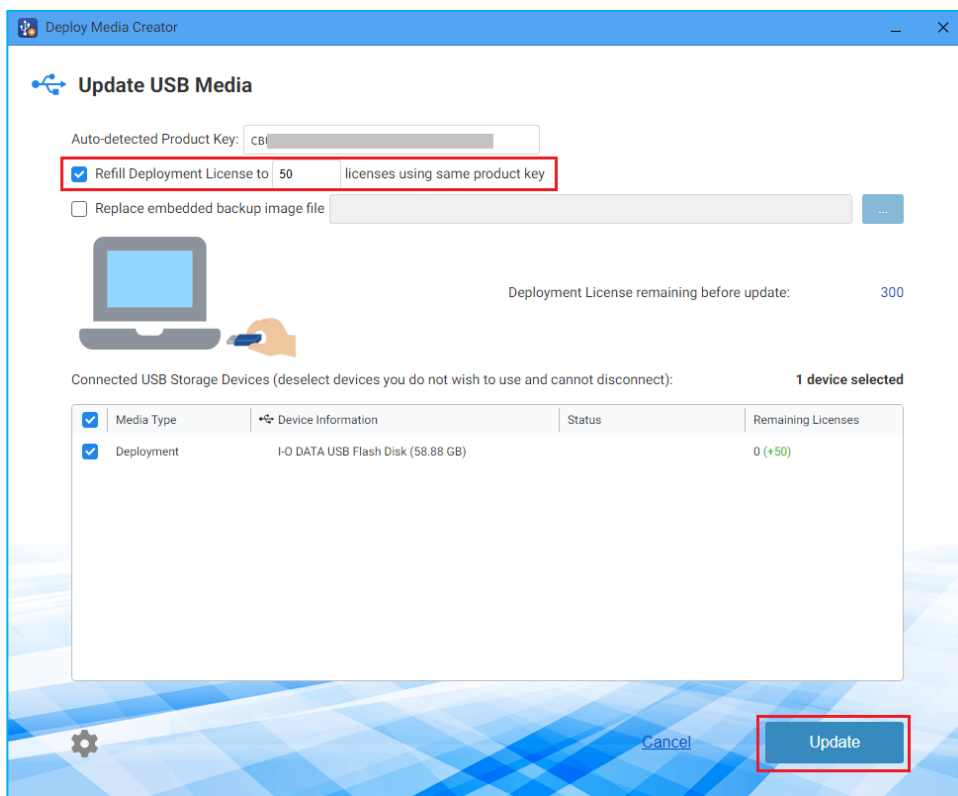 Deploy Media Creator
Update USB Media
Auto-detected Product Key: CB
Refill Deployment License to 50 licenses using same product key
Replace embedded backup image file ...
Deployment License remaining before update: 300
Connected USB Storage Devices (deselect devices you do not wish to use and cannot disconnect): 1 device selected
Media Type Device Information Status Remaining Licenses
Deployment I-O DATA USB Flash Disk (58.88 GB) 0 (+50)
Cancel Update